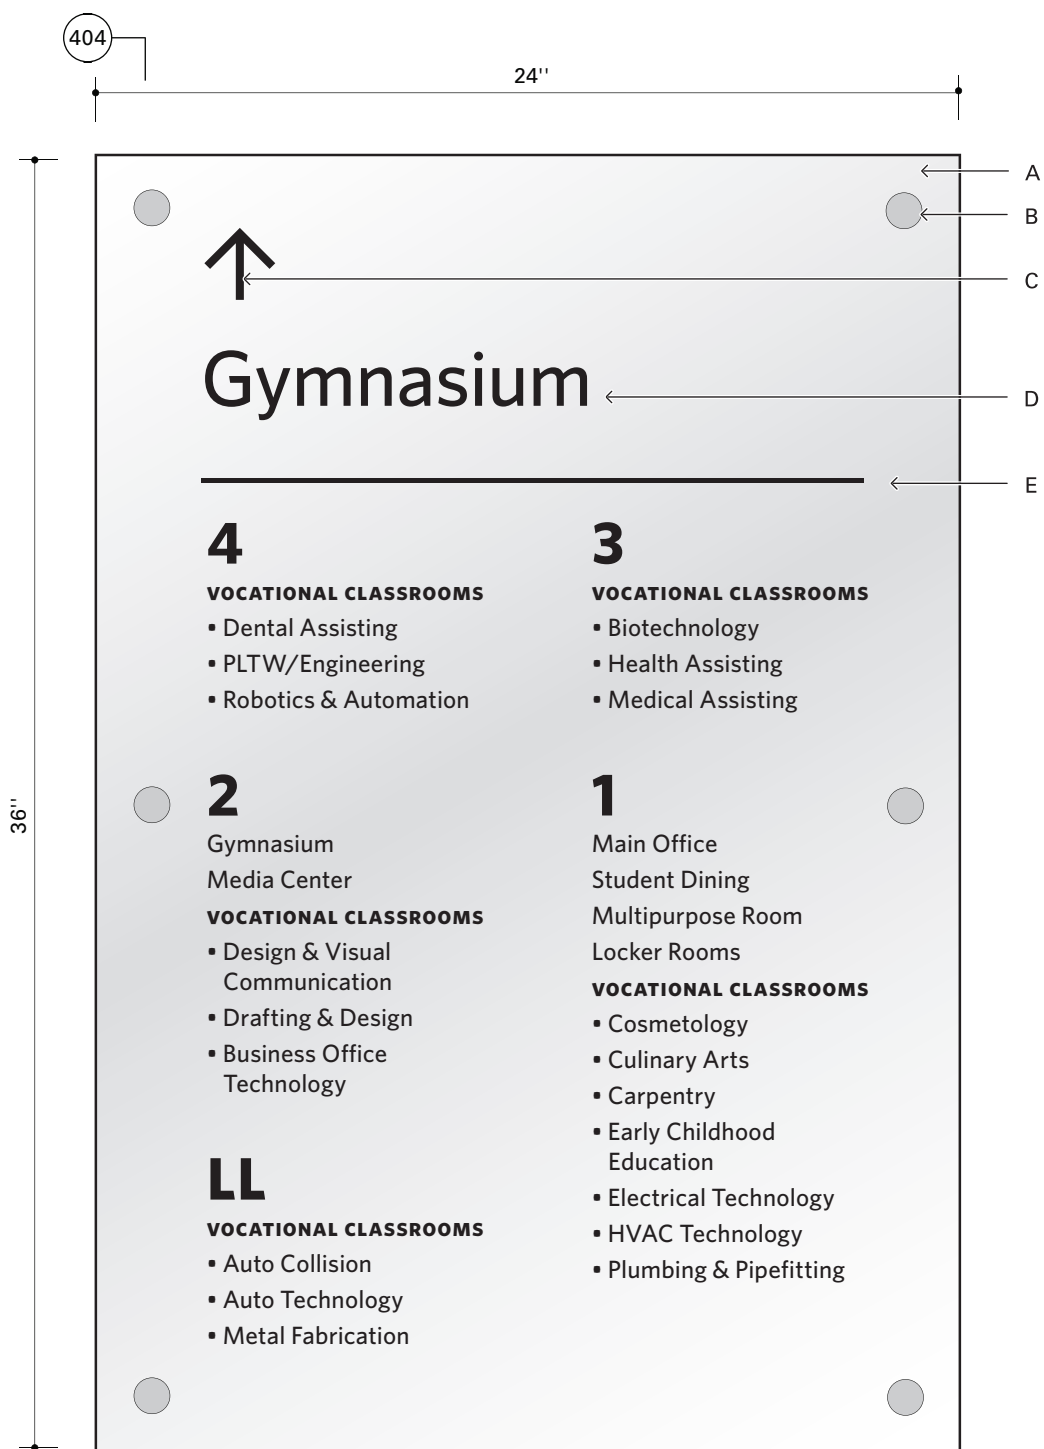 404
24''
A
B
C
Gymnasium
D
E
36''
4
VOCATIONAL CLASSROOMS
• Dental Assisting
• PLTW/Engineering
• Robotics & Automation
3
VOCATIONAL CLASSROOMS
• Biotechnology
• Health Assisting
• Medical Assisting
2
Gymnasium
Media Center
VOCATIONAL CLASSROOMS
• Design & Visual
Communication
• Drafting & Design
• Business Office
Technology
1
Main Office
Student Dining
Multipurpose Room
Locker Rooms
VOCATIONAL CLASSROOMS
• Cosmetology
• Culinary Arts
• Carpentry
• Early Childhood
Education
• Electrical Technology
• HVAC Technology
• Plumbing & Pipefitting
LL
VOCATIONAL CLASSROOMS
• Auto Collision
• Auto Technology
• Metal Fabrication